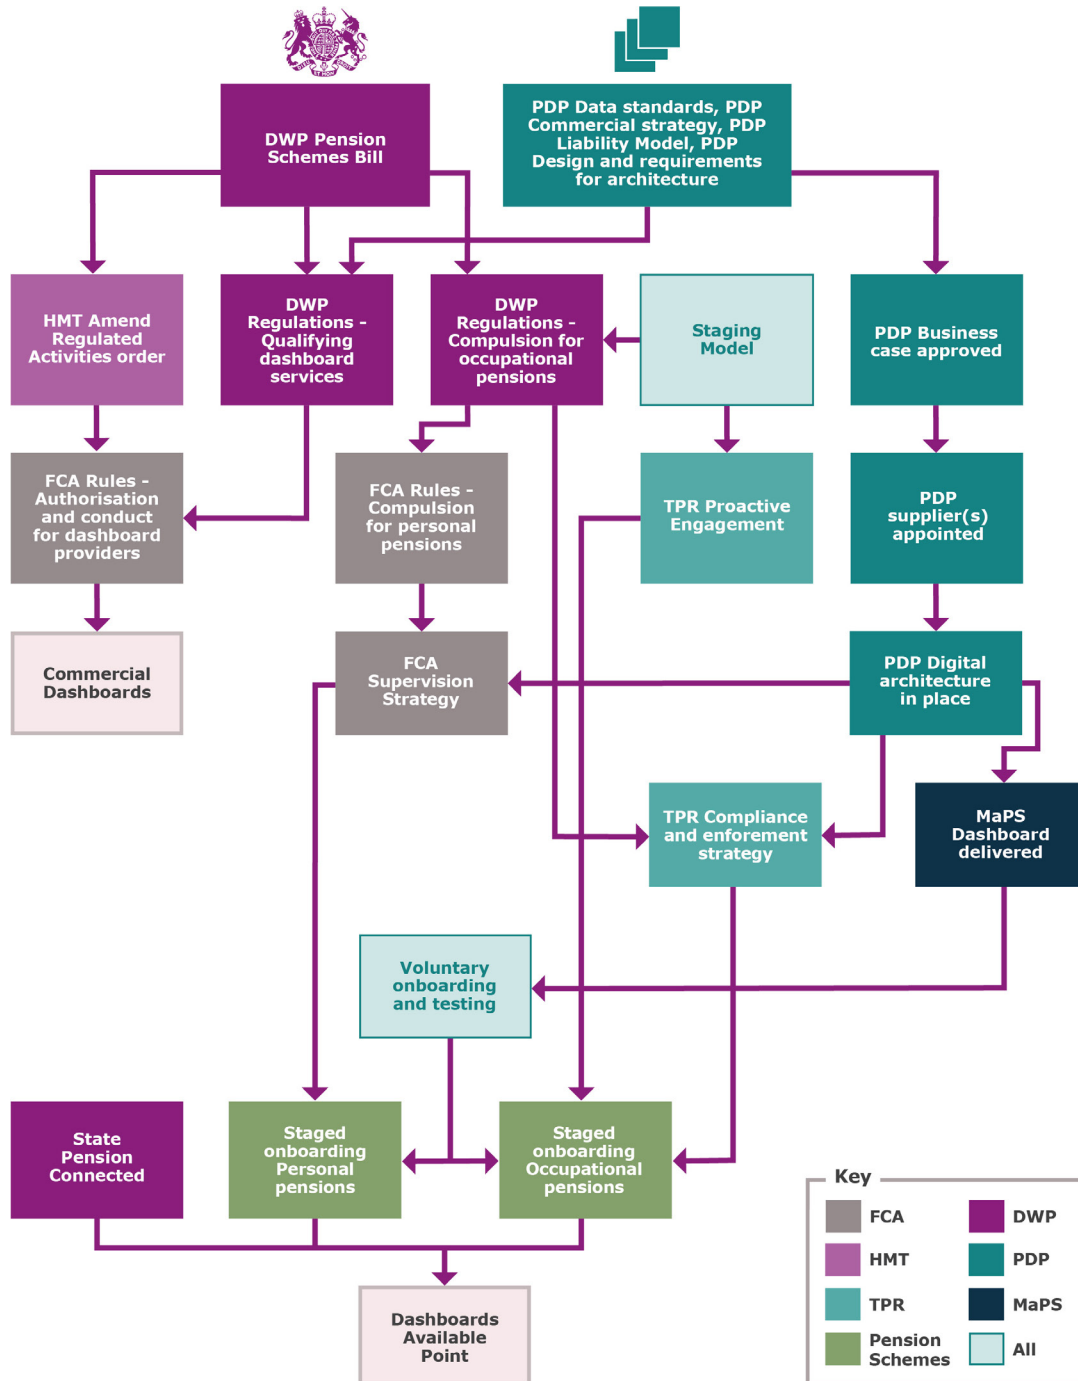 DWP Pension
Schemes Bill
PDP Data standards, PDP
Commercial strategy, PDP
Liability Model, PDP
Design and requirements
for architecture
HMT Amend
Regulated
Activities order
DWP
Regulations -
Qualifying
dashboard
services
DWP
Regulations -
Compulsion for
occupational
pensions
Staging
Model
PDP Business
case approved
FCA Rules -
Authorisation
and conduct
for dashboard
providers
FCA Rules -
Compulsion
for personal
pensions
TPR Proactive
Engagement
PDP
supplier(s)
appointed
Commercial
Dashboards
FCA
Supervision
Strategy
PDP Digital
architecture
in place
TPR Compliance
and enforement
strategy
MaPS
Dashboard
delivered
Voluntary
onboarding
and testing
State
Pension
Connected
Staged
onboarding
Personal
pensions
Staged
onboarding
Occupational
pensions
Dashboards
Available
Point
Key
FCA
DWP
HMT
PDP
TPR
MaPS
Pension
Schemes
All